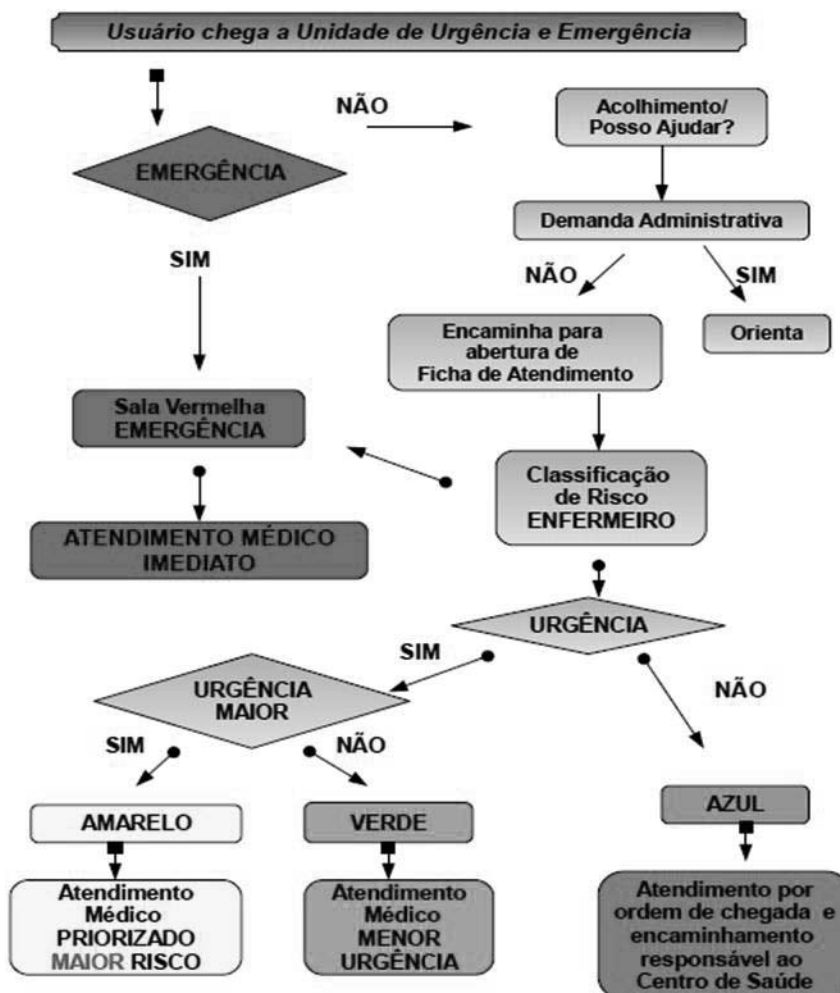 Usuário chega a Unidade de Urgência e Emergência
NÃO
Acolhimento/
Posso Ajudar?
EMERGÊNCIA
Demanda Administrativa
SIM
NÃO
SIM
Encaminha para
abertura de
Ficha de Atendimento
Orienta
Sala Vermelha
EMERGÊNCIA
Classificação
de Risco
ENFERMEIRO
ATENDIMENTO MÉDICO
IMEDIATO
URGÊNCIA
SIM
NÃO
URGÊNCIA
MAIOR
SIM
NÃO
AMARELO
VERDE
AZUL
Atendimento
Médico
PRIORIZADO
MAIOR RISCO
Atendimento
Médico
MENOR
URGÊNCIA
Atendimento por
ordem de chegada e
encaminhamento
responsável ao
Centro de Saúde